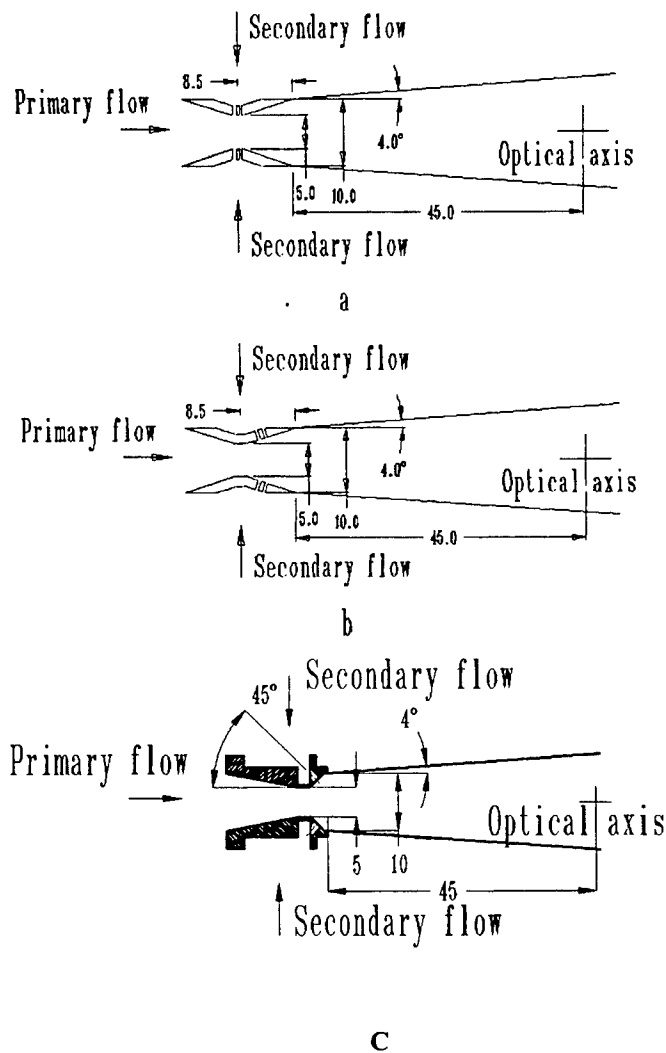 Secondary flow
8.5
Primary flow
4.0°
Optical axis
5.0
10.0
45.0
Secondary flow
a
Secondary flow
8.5
Primary flow
4.0°
Optical axis
5.0
10.0
45.0
Secondary flow
b
Secondary flow
45°
4°
Primary flow
Optical axis
5
10
45
Secondary flow
C